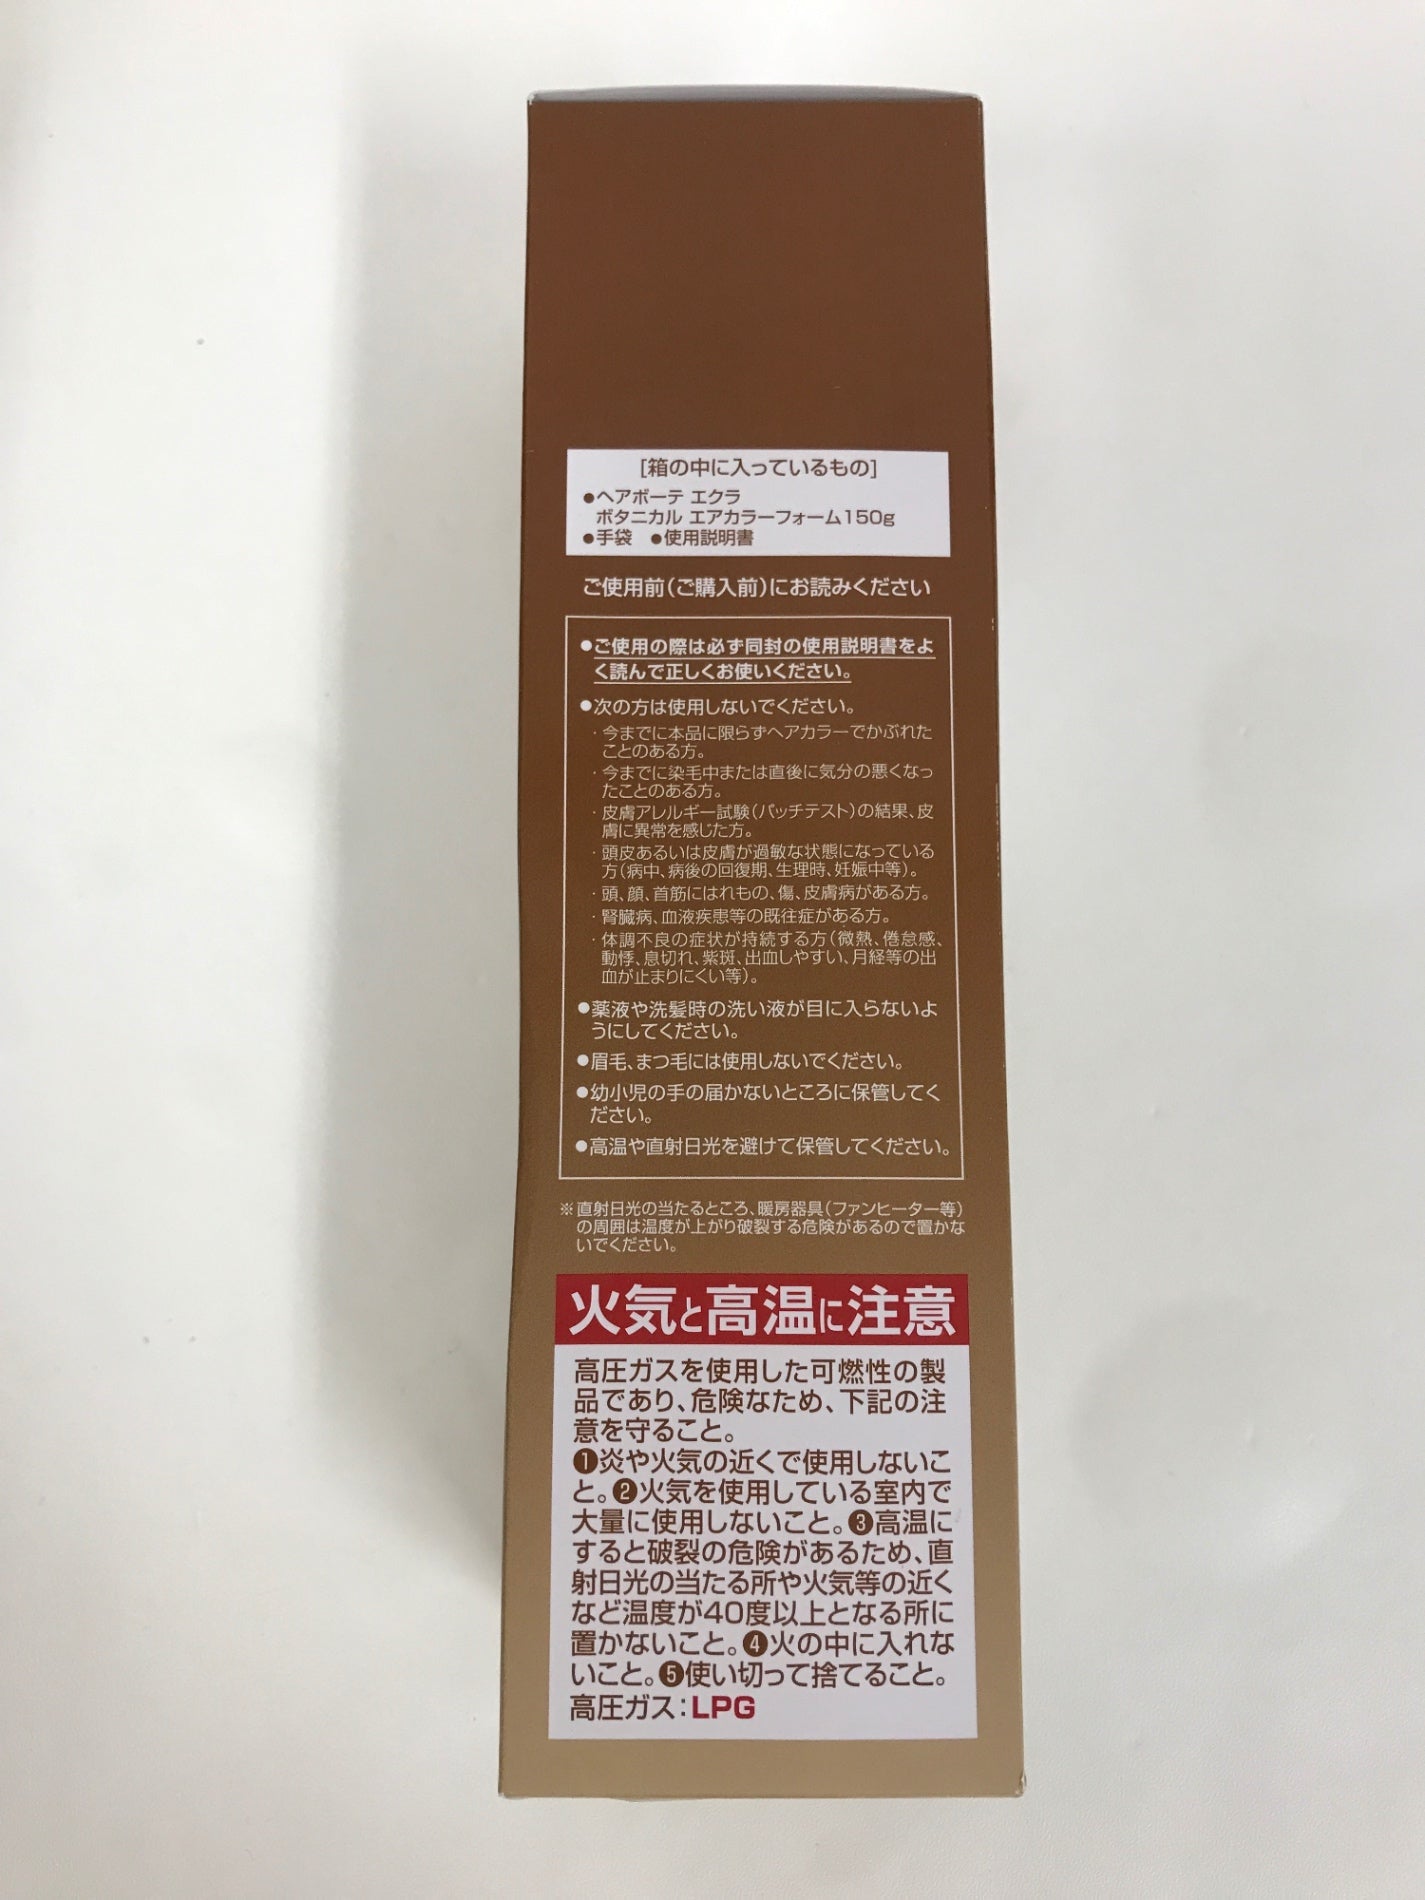 [箱の中に入っているもの]
●ヘアボーテ エクラ
ボタニカル エアカラーフォーム150g
●手袋 ●使用説明書
ご使用前(ご購入前)にお読みください
●ご使用の際は必ず同封の使用説明書をよ
く読んで正しくお使いください。
●次の方は使用しないでください。
・今までに本品に限らずヘアカラーでかぶれた
ことのある方。
・今までに染毛中または直後に気分の悪くなっ
たことのある方。
・皮膚アレルギー試験(パッチテスト)の結果、皮
膚に異常を感じた方。
・頭皮あるいは皮膚が過敏な状態になっている
方(病中、病後の回復期、生理時、妊娠中等)。
・頭、顔、首筋にはれもの、傷、皮膚病がある方。
・腎臓病、血液疾患等の既往症がある方。
・体調不良の症状が持続する方(微熱、倦怠感、
動悸、息切れ、紫斑、出血しやすい、月経等の出
血が止まりにくい等)。
●薬液や洗髪時の洗い液が目に入らないよ
うにしてください。
●眉毛、まつ毛には使用しないでください。
●幼小児の手の届かないところに保管してく
ださい。
●高温や直射日光を避けて保管してください。
※直射日光の当たるところ、暖房器具(ファンヒーター等)
の周囲は温度が上がり破裂する危険があるので置かな
いでください。
火気と高温に注意
高圧ガスを使用した可燃性の製
品であり、危険なため、下記の注
意を守ること。
❶炎や火気の近くで使用しないこ
と。❷火気を使用している室内で
大量に使用しないこと。❸高温に
すると破裂の危険があるため、直
射日光の当たる所や火気等の近く
など温度が40度以上となる所に
置かないこと。❹火の中に入れな
いこと。❺使い切って捨てること。
高圧ガス:LPG